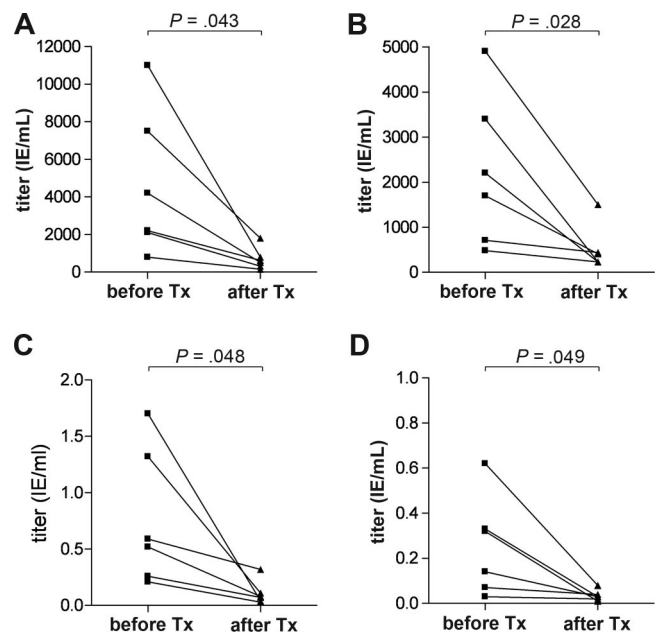 A
P = .043
titer (IE/mL)
12000
10000
8000
6000
4000
2000
0
before Tx after Tx
B
P = .028
titer (IE/mL)
5000
4000
3000
2000
1000
0
before Tx after Tx
C
P = .048
titer (IE/ml)
2.0
1.5
1.0
0.5
0.0
before Tx after Tx
D
P = .049
titer (IE/mL)
1.0
0.8
0.6
0.4
0.2
0.0
before Tx after Tx